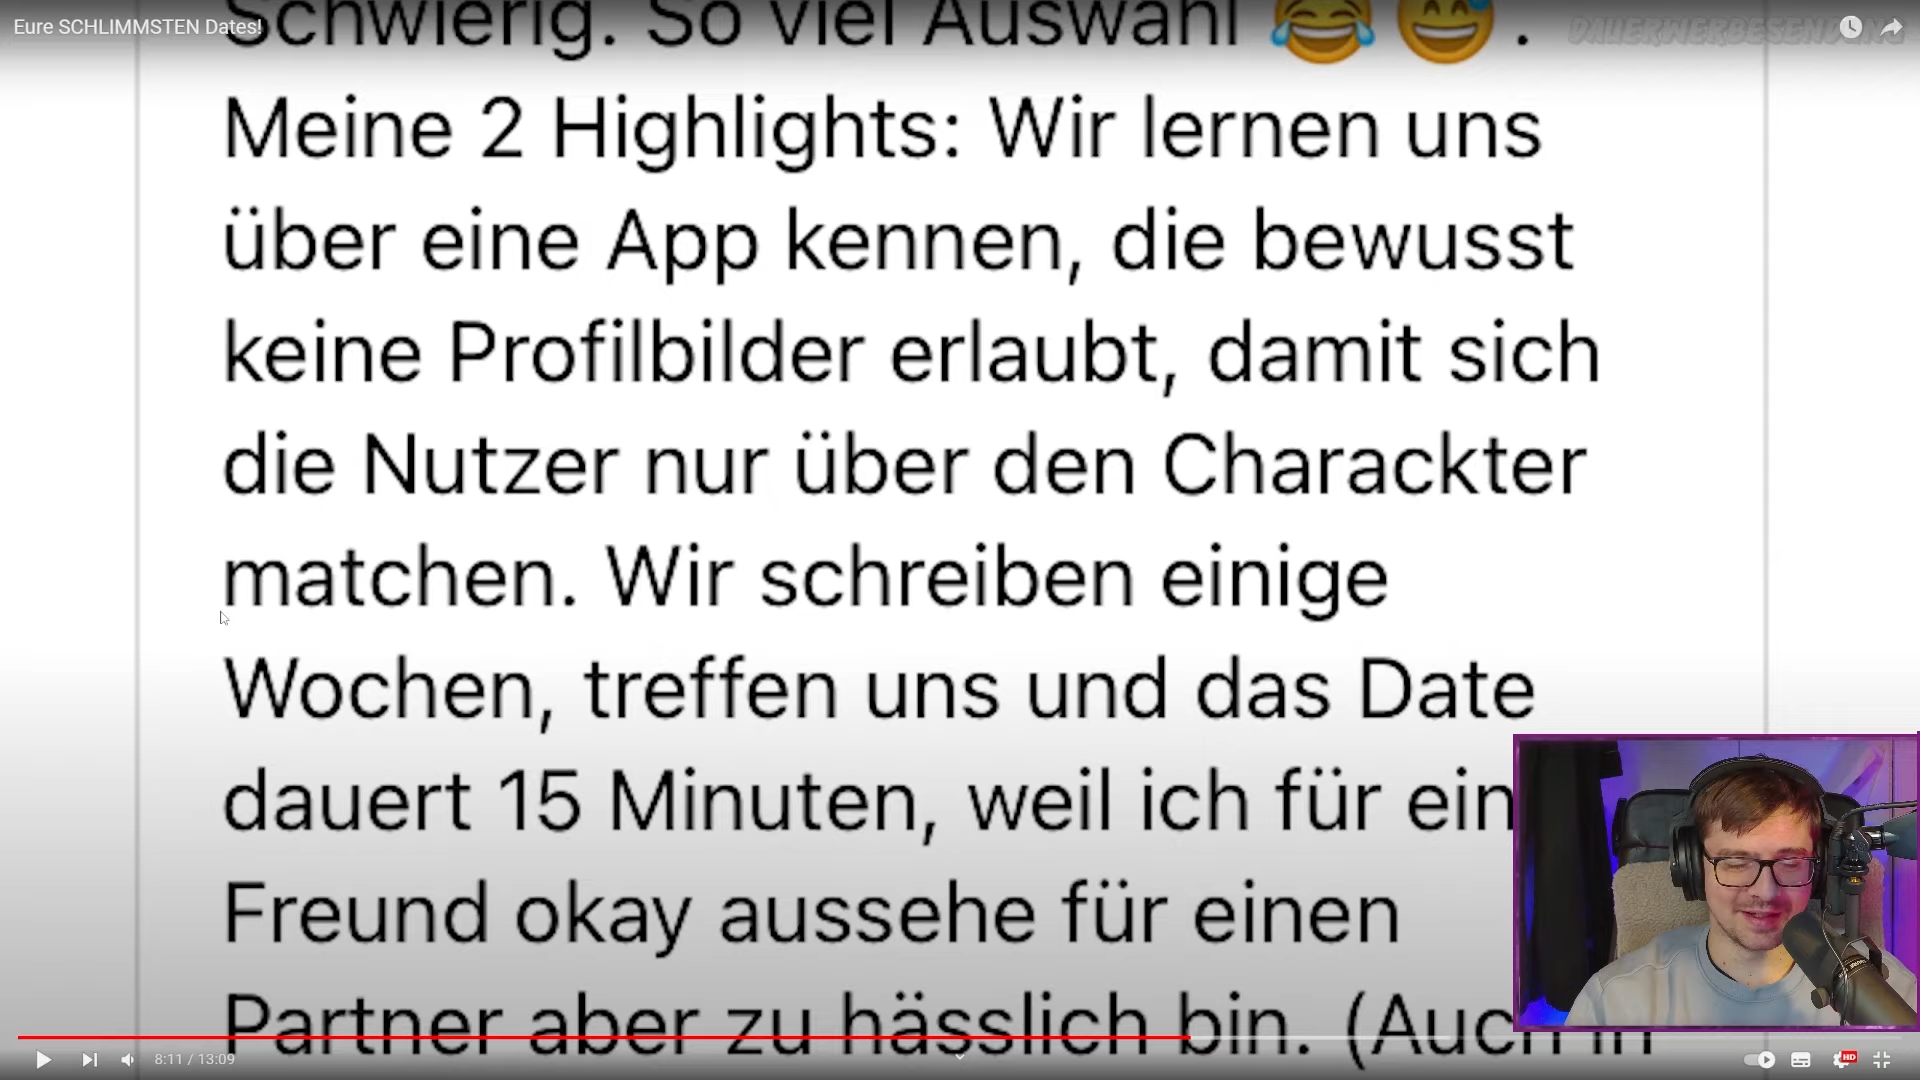 Eure SCHLIMMSTEN Dates!
DAUERWERBESENDUNG
Schwierig. So viel Auswahl 😂 😅 .
Meine 2 Highlights: Wir lernen uns
über eine App kennen, die bewusst
keine Profilbilder erlaubt, damit sich
die Nutzer nur über den Charackter
matchen. Wir schreiben einige
Wochen, treffen uns und das Date
dauert 15 Minuten, weil ich für ein
Freund okay aussehe für einen
Partner aber zu hässlich bin. (Auch in
8:11 / 13:09
HD